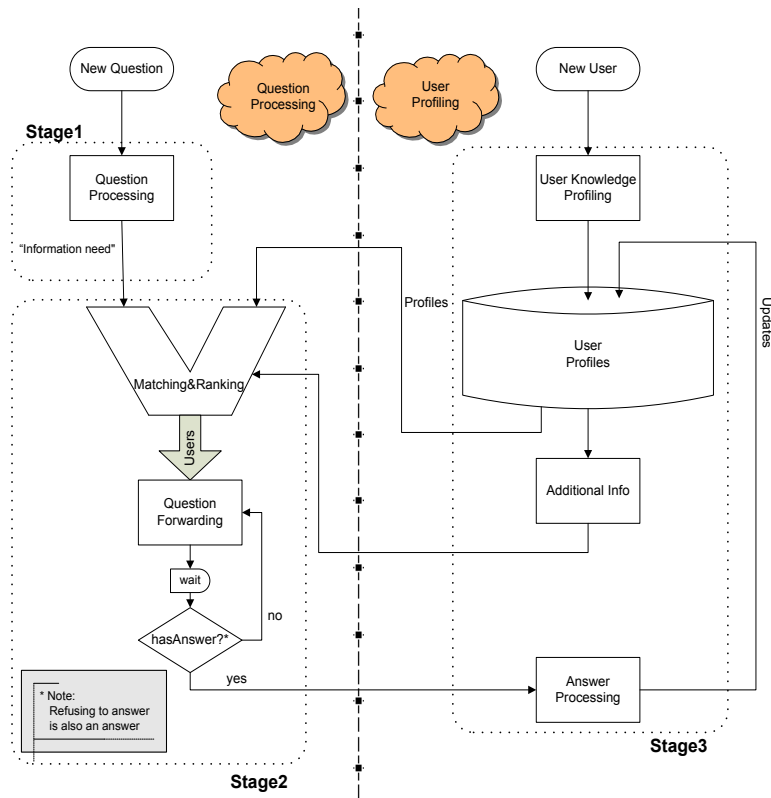 New Question
Question
Processing
User
Profiling
New User
Stage1
Question
Processing
User Knowledge
Profiling
“Information need”
Profiles
Updates
User
Profiles
Matching&Ranking
Users
Additional Info
Question
Forwarding
wait
no
hasAnswer?*
yes
Answer
Processing
* Note:
Refusing to answer
is also an answer
Stage3
Stage2